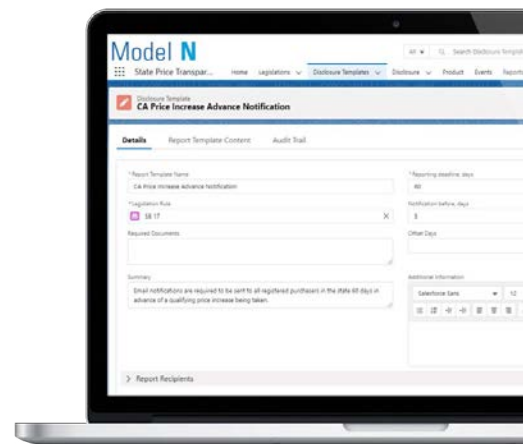 Model N
All Search Disclosure Templat
State Price Transpar... Home Legislations Disclosure Templates Disclosure Product Events Reports
Disclosure Template
CA Price Increase Advance Notification
Details Report Template Content Audit Trail
*Report Template Name
CA Price Increase Advance Notification
*Reporting deadline, days
60
*Legislation Rule
SB 17
Notification before, days
5
Required Documents
Offset Days
Summary
Email notifications are required to be sent to all registered purchasers in the state 60 days in
advance of a qualifying price increase being taken.
Additional Information
Salesforce Sans 12
Report Recipients